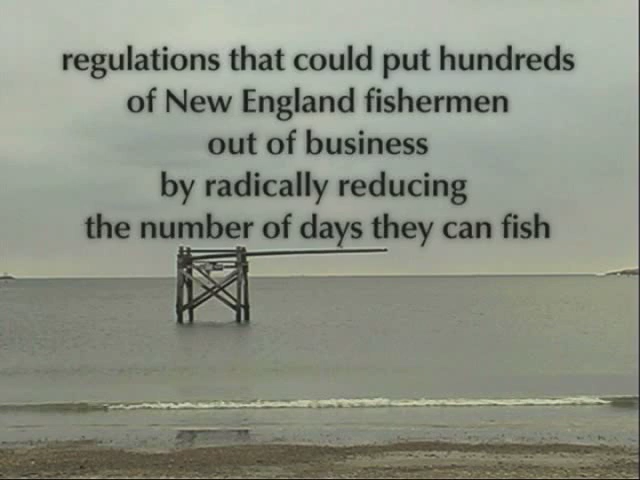 regulations that could put hundreds
of New England fishermen
out of business
by radically reducing
the number of days they can fish